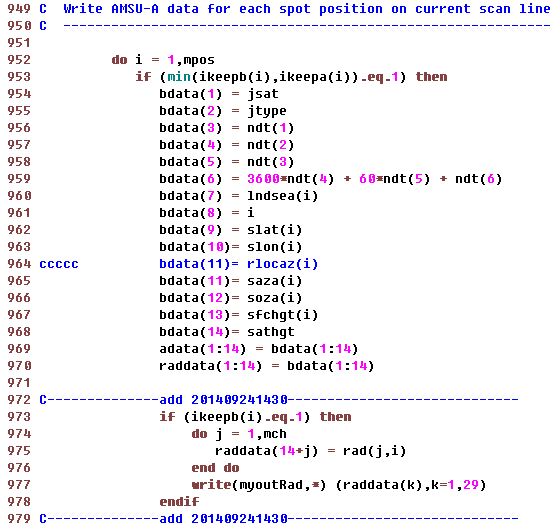 949 C  Write AMSU-A data for each spot position on current scan line
950 C  -------------------------------------------------------------
951
952          do i = 1,mpos
953             if (min(ikeepb(i),ikeepa(i)).eq.1) then
954                bdata(1) = jsat
955                bdata(2) = jtype
956                bdata(3) = ndt(1)
957                bdata(4) = ndt(2)
958                bdata(5) = ndt(3)
959                bdata(6) = 3600*ndt(4) + 60*ndt(5) + ndt(6)
960                bdata(7) = lndsea(i)
961                bdata(8) = i
962                bdata(9) = slat(i)
963                bdata(10)= slon(i)
964 ccccc          bdata(11)= rlocaz(i)
965                bdata(11)= saza(i)
966                bdata(12)= soza(i)
967                bdata(13)= sfchgt(i)
968                bdata(14)= sathgt
969                adata(1:14) = bdata(1:14)
970                raddata(1:14) = bdata(1:14)
971
972 C--------------add 201409241430-----------------------------
973                if (ikeepb(i).eq.1) then
974                    do j = 1,mch
975                       raddata(14+j) = rad(j,i)
976                    end do
977                    write(myoutRad,*) (raddata(k),k=1,29)
978                endif
979 C--------------add 201409241430-----------------------------